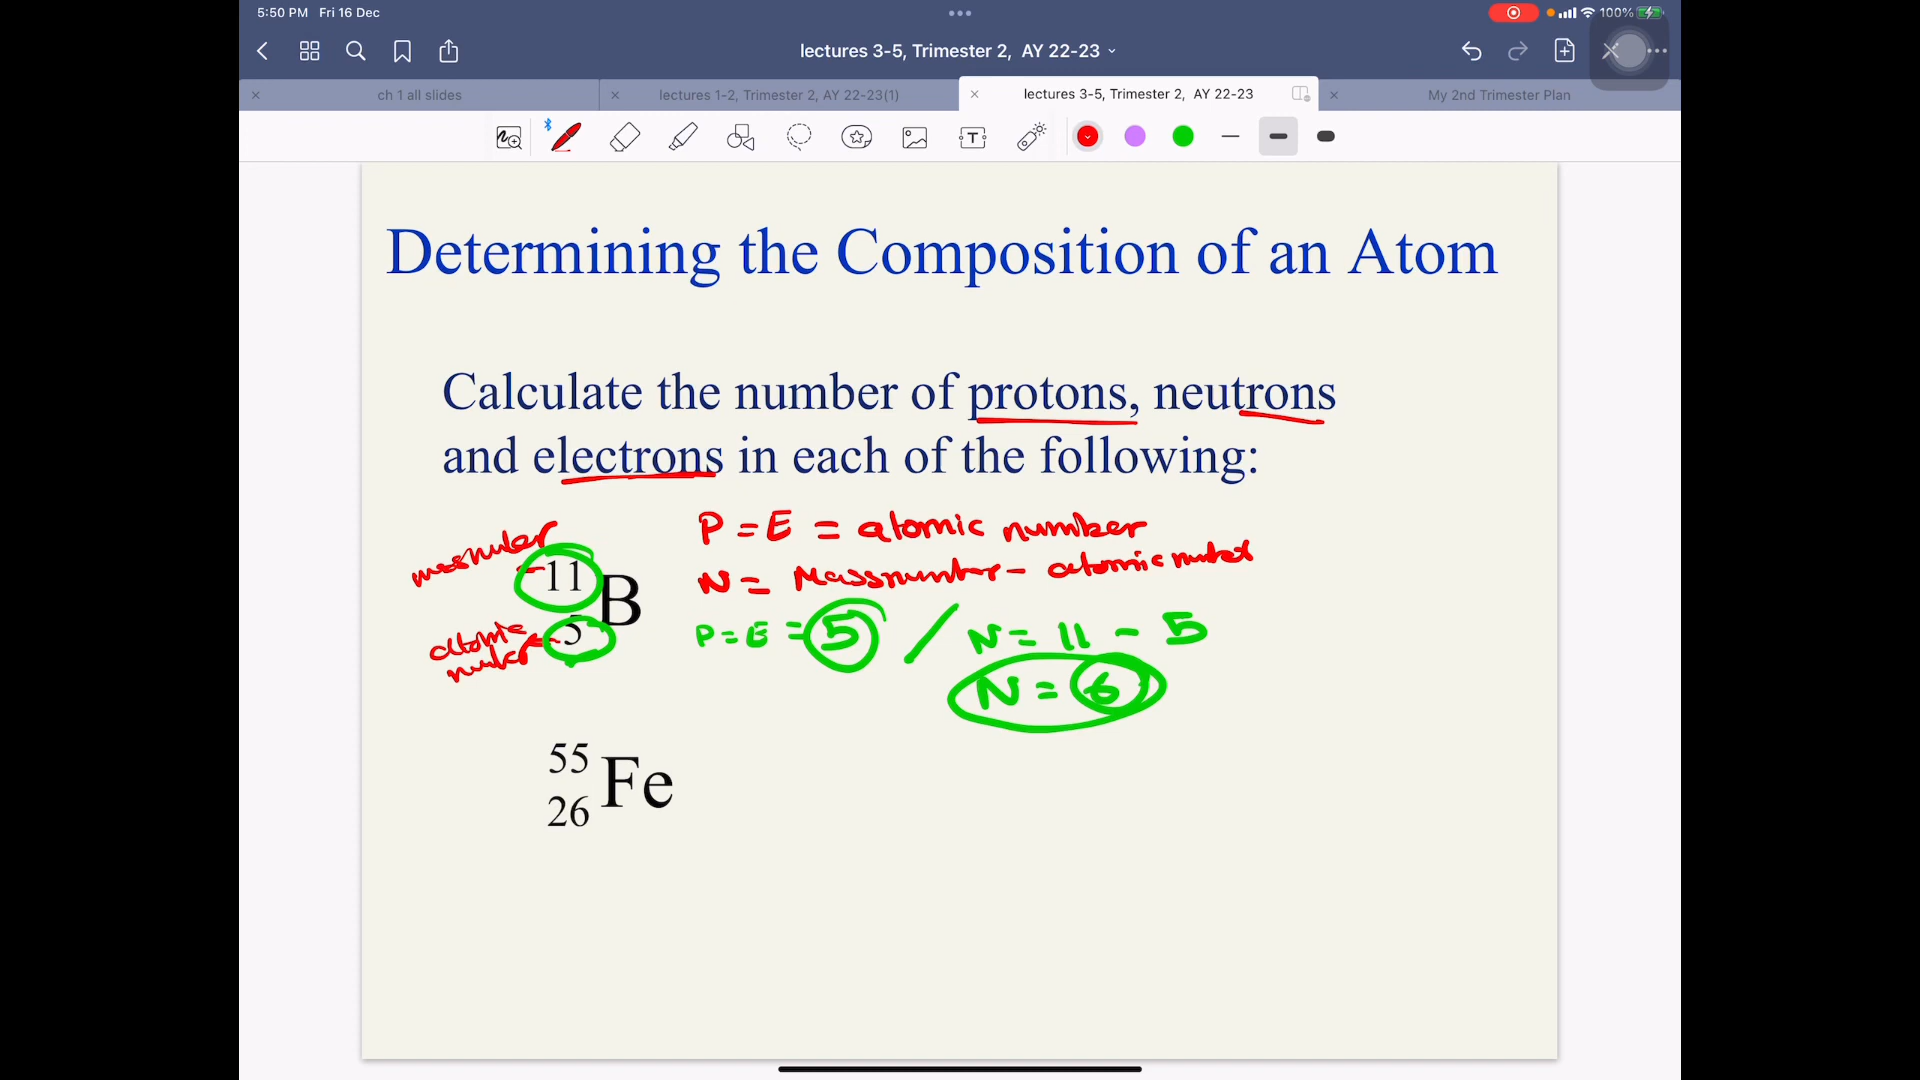 5:50 PM Fri 16 Dec
100%
lectures 3-5, Trimester 2, AY 22-23
ch 1 all slides
lectures 1-2, Trimester 2, AY 22-23(1)
lectures 3-5, Trimester 2, AY 22-23
My 2nd Trimester Plan
Determining the Composition of an Atom
Calculate the number of protons, neutrons
and electrons in each of the following:
P = E = atomic number
N = Massnumber - atomic number
11
5
B
atomic
number
P = E = 5 / N = 11 - 5
N = 6
55
26
Fe